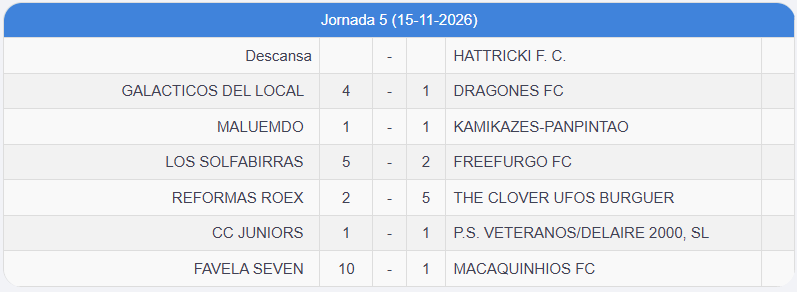 Jornada 5 (15-11-2026)
Descansa - HATTRICKI F. C.
GALACTICOS DEL LOCAL 4 - 1 DRAGONES FC
MALUEMDO 1 - 1 KAMIKAZES-PANPINTAO
LOS SOLFABIRRAS 5 - 2 FREEFURGO FC
REFORMAS ROEX 2 - 5 THE CLOVER UFOS BURGUER
CC JUNIORS 1 - 1 P.S. VETERANOS/DELAIRE 2000, SL
FAVELA SEVEN 10 - 1 MACAQUINHIOS FC